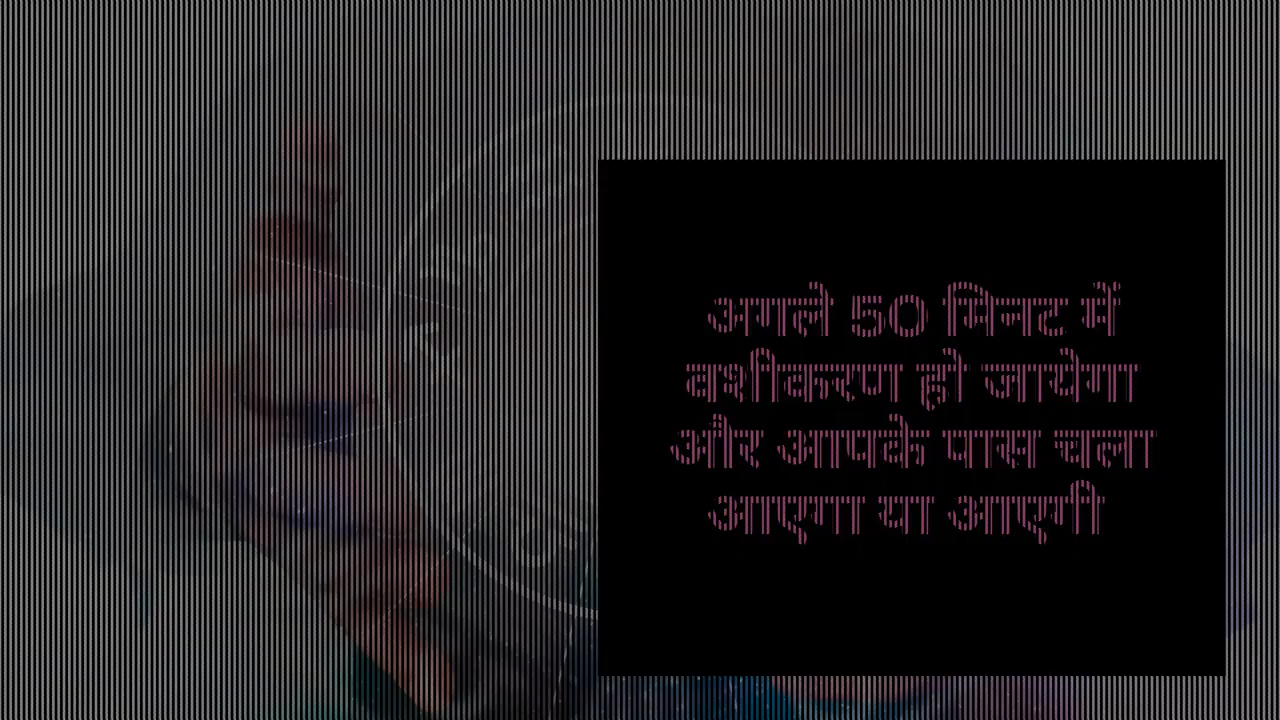 अगले 50 मिनट में
वशीकरण हो जायेगा
और आपके पास चला
आएगा या आएगी